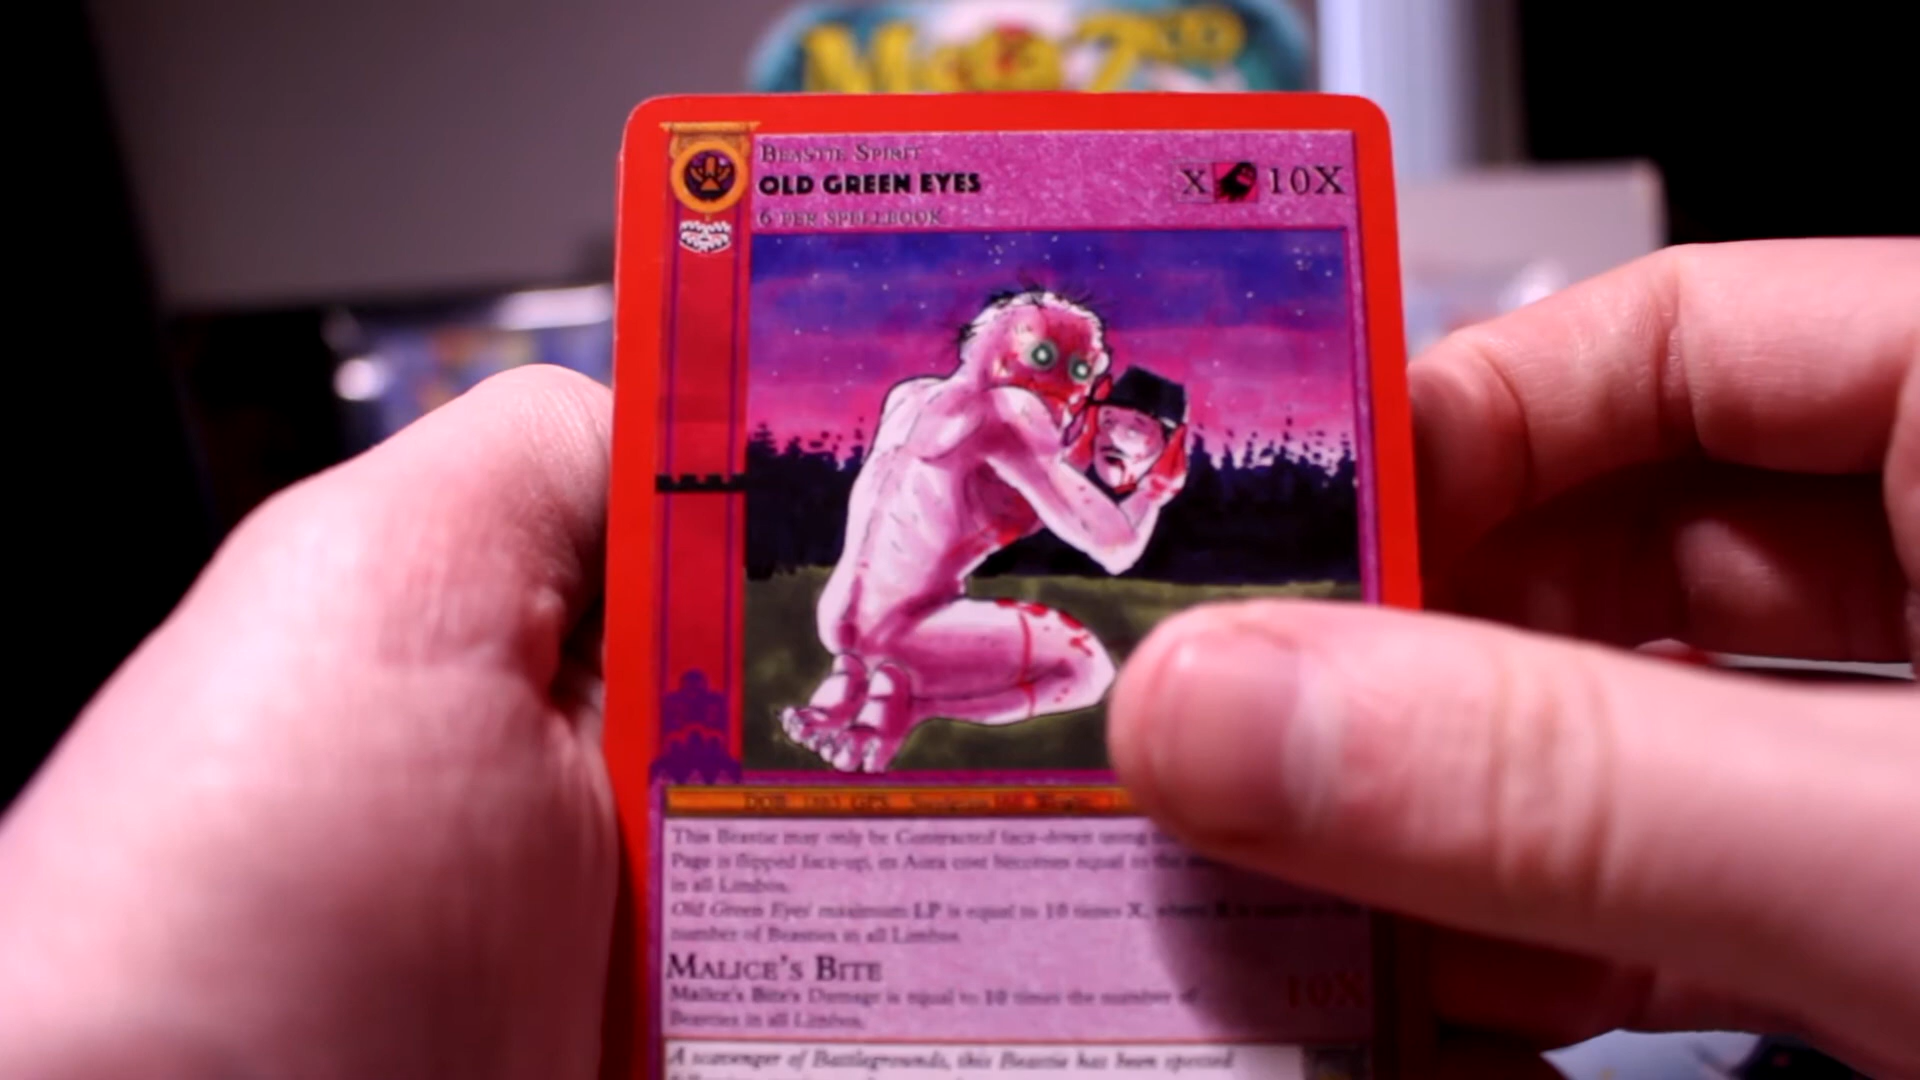 BEASTIE SPIRIT
OLD GREEN EYES
X 10X
6 PER SPELLBOOK
This Beastie may only be Contracted face-down using
Page is flipped face-up, its Aura cost becomes equal to the
in all Limbos.
Old Green Eyes' maximum LP is equal to 10 times X, where X is
number of Beasties in all Limbos.
MALICE'S BITE
10X
Malice's Bite's Damage is equal to 10 times the number of
Beasties in all Limbos.
A scavenger of Battlegrounds, this Beastie has been spotted